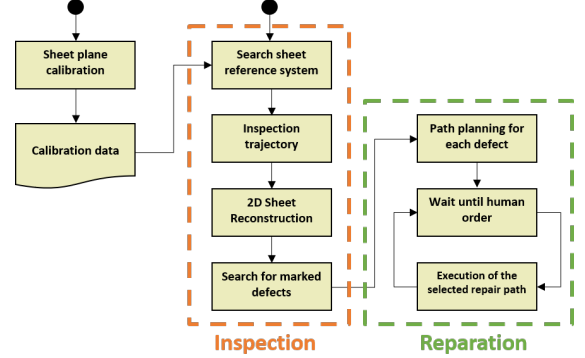 Sheet plane
calibration
Calibration data
Search sheet
reference system
Inspection
trajectory
2D Sheet
Reconstruction
Search for marked
defects
Inspection
Path planning for
each defect
Wait until human
order
Execution of the
selected repair path
Reparation